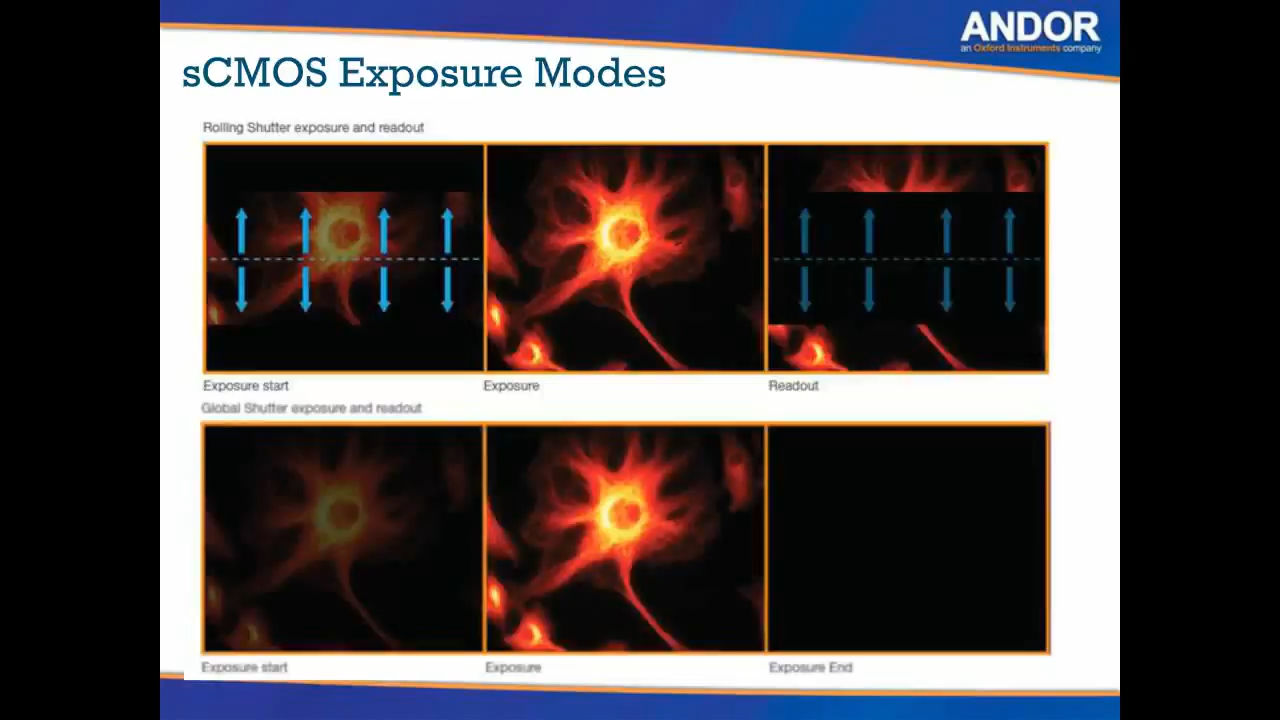 ANDOR
an Oxford Instruments company
sCMOS Exposure Modes
Rolling Shutter exposure and readout
Exposure start
Exposure
Readout
Global Shutter exposure and readout
Exposure start
Exposure
Exposure End